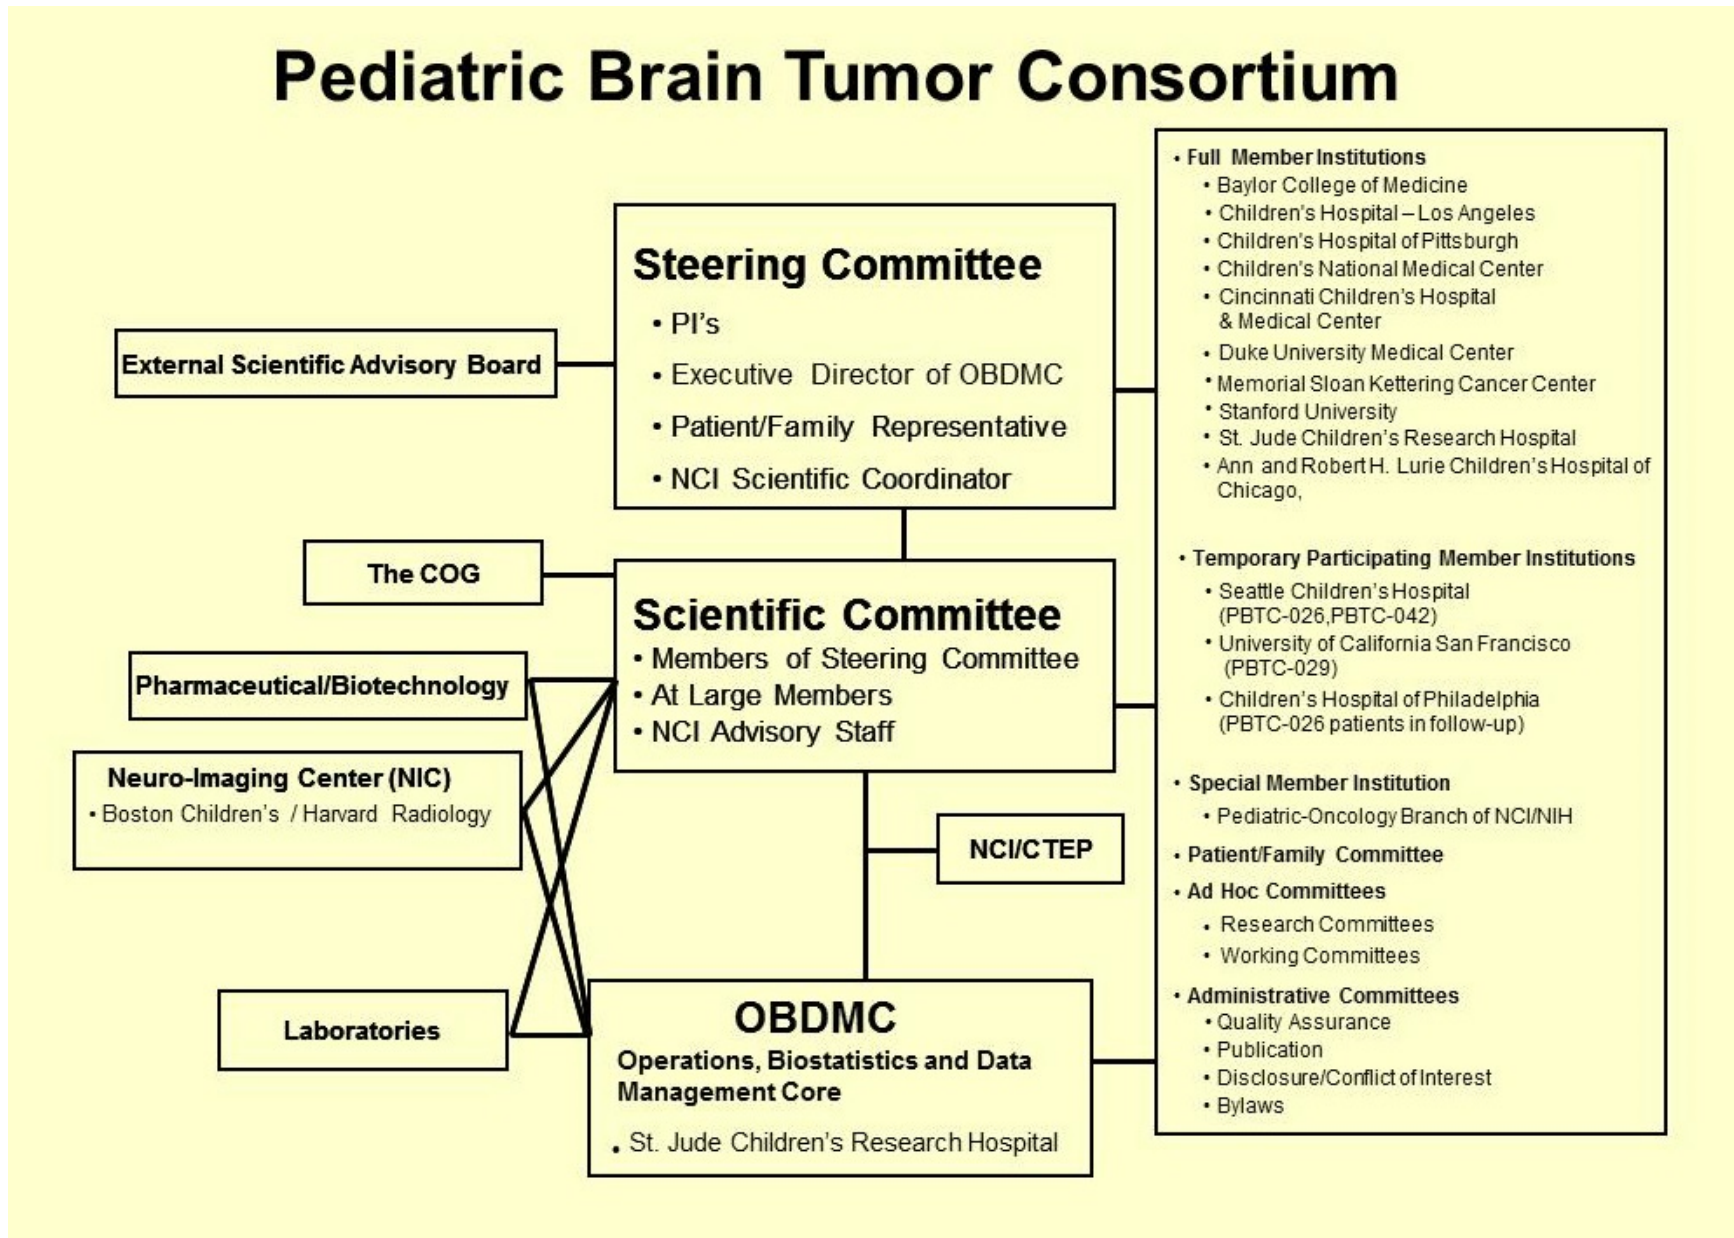 Pediatric Brain Tumor Consortium
External Scientific Advisory Board
Steering Committee
• PI's
• Executive Director of OBDMC
• Patient/Family Representative
• NCI Scientific Coordinator
The COG
Scientific Committee
• Members of Steering Committee
• At Large Members
• NCI Advisory Staff
Pharmaceutical/Biotechnology
Neuro-Imaging Center (NIC)
• Boston Children's / Harvard Radiology
NCI/CTEP
Laboratories
OBDMC
Operations, Biostatistics and Data
Management Core
• St. Jude Children's Research Hospital
• Full Member Institutions
• Baylor College of Medicine
• Children's Hospital – Los Angeles
• Children's Hospital of Pittsburgh
• Children's National Medical Center
• Cincinnati Children's Hospital
& Medical Center
• Duke University Medical Center
• Memorial Sloan Kettering Cancer Center
• Stanford University
• St. Jude Children's Research Hospital
• Ann and Robert H. Lurie Children's Hospital of
Chicago,
• Temporary Participating Member Institutions
• Seattle Children's Hospital
(PBTC-026,PBTC-042)
• University of California San Francisco
(PBTC-029)
• Children's Hospital of Philadelphia
(PBTC-026 patients in follow-up)
• Special Member Institution
• Pediatric-Oncology Branch of NCI/NIH
• Patient/Family Committee
• Ad Hoc Committees
• Research Committees
• Working Committees
• Administrative Committees
• Quality Assurance
• Publication
• Disclosure/Conflict of Interest
• Bylaws